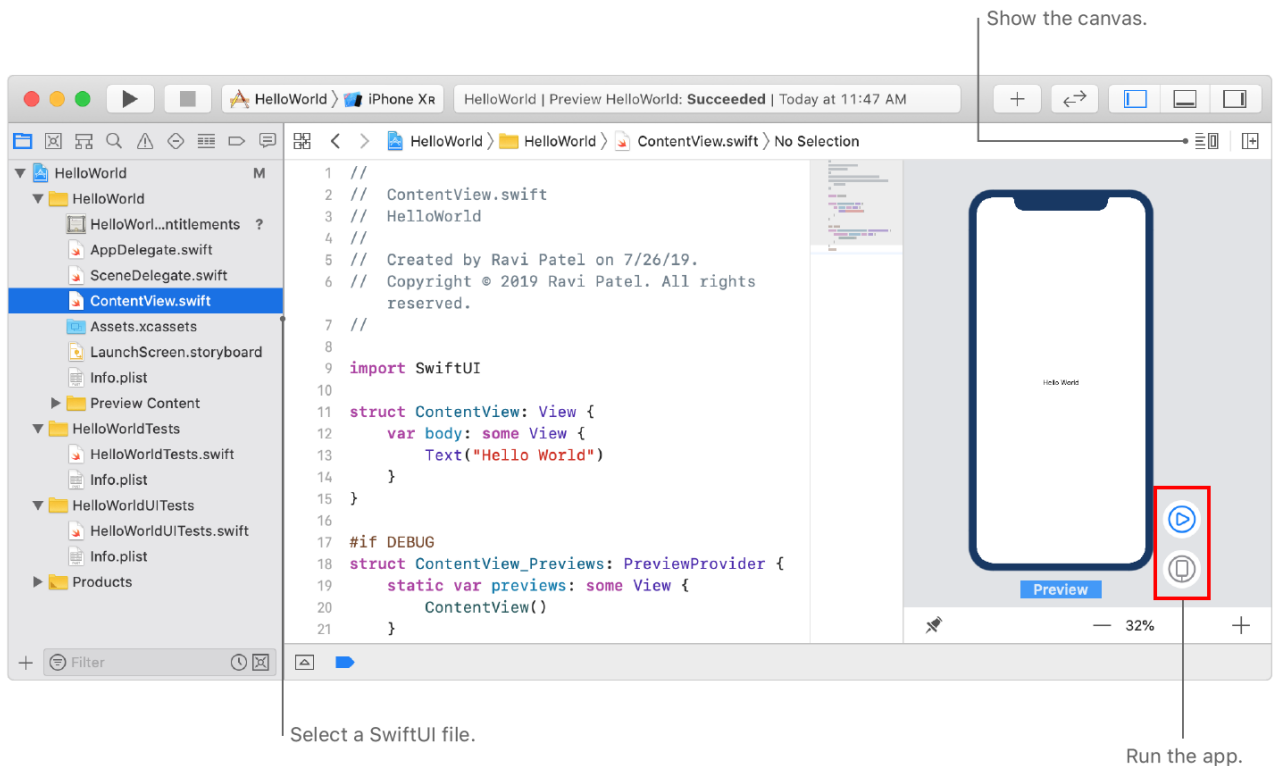 Show the canvas.
HelloWorld 〉 iPhone XR
HelloWorld | Preview HelloWorld: Succeeded | Today at 11:47 AM
HelloWorld 〉 HelloWorld 〉 ContentView.swift 〉 No Selection
HelloWorld M
HelloWorld
HelloWorl...ntitlements ?
AppDelegate.swift
SceneDelegate.swift
ContentView.swift
Assets.xcassets
LaunchScreen.storyboard
Info.plist
Preview Content
HelloWorldTests
HelloWorldTests.swift
Info.plist
HelloWorldUITests
HelloWorldUITests.swift
Info.plist
Products
Filter
1 //
2 // ContentView.swift
3 // HelloWorld
4 //
5 // Created by Ravi Patel on 7/26/19.
6 // Copyright © 2019 Ravi Patel. All rights
reserved.
7 //
8
9 import SwiftUI
10
11 struct ContentView: View {
12 var body: some View {
13 Text("Hello World")
14 }
15 }
16
17 #if DEBUG
18 struct ContentView_Previews: PreviewProvider {
19 static var previews: some View {
20 ContentView()
21 }
Hello World
Preview
32%
Select a SwiftUI file.
Run the app.